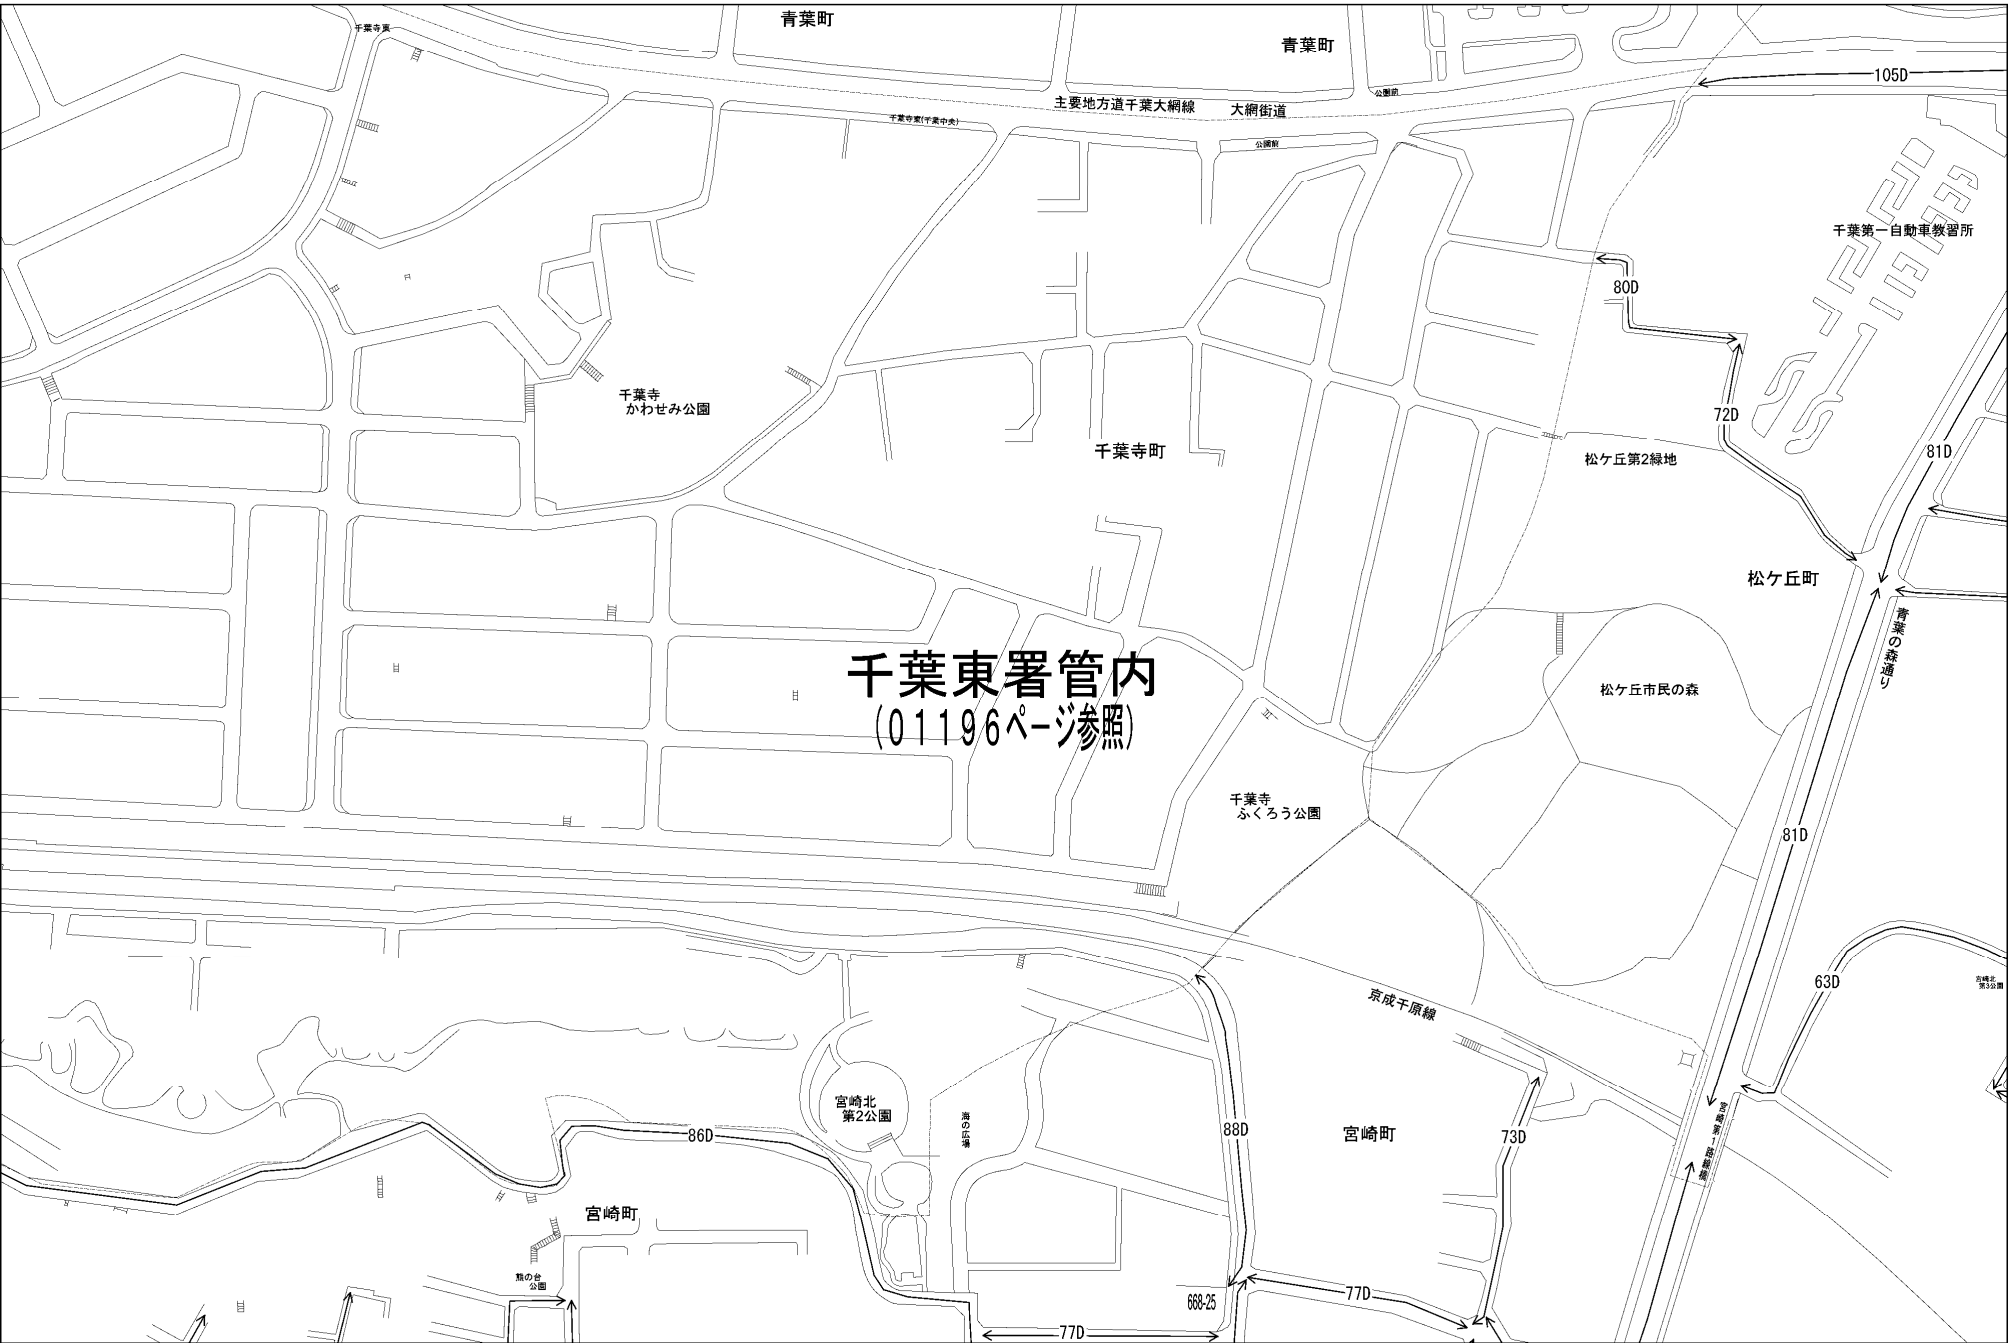 千葉寺東
青葉町
青葉町
105D
公園前
主要地方道千葉大網線
大網街道
千葉寺東(千葉中央)
公園前
千葉第一自動車教習所
80D
千葉寺
かわせみ公園
72D
千葉寺町
松ケ丘第2緑地
81D
松ケ丘町
青葉の森通り
千葉東署管内
(01196ページ参照)
松ケ丘市民の森
千葉寺
ふくろう公園
81D
63D
宮崎北
第3公園
京成千原線
宮崎北
第2公園
海の広場
86D
88D
宮崎町
73D
宮崎第1路線橋
宮崎町
熊の台
公園
668-25
77D
77D